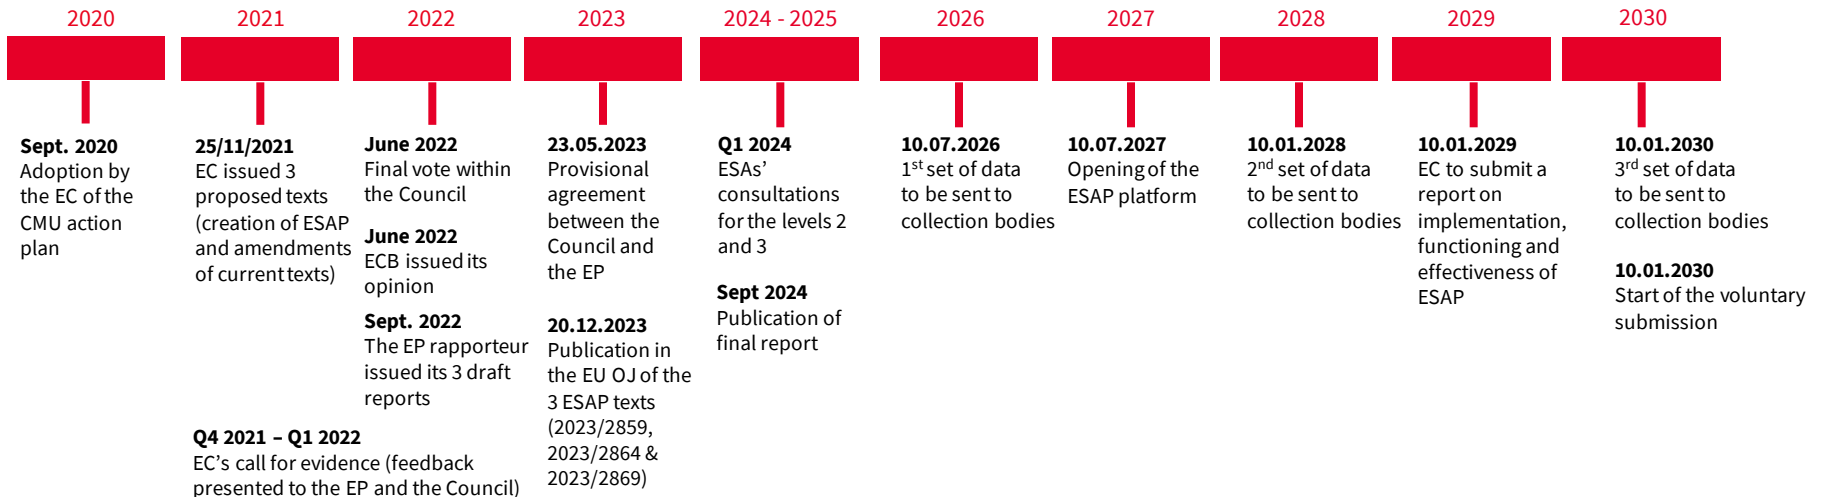 2020
2021
2022
2023
2024 - 2025
2026
2027
2028
2029
2030
Sept. 2020
Adoption by
the EC of the
CMU action
plan
25/11/2021
EC issued 3
proposed texts
(creation of ESAP
and amendments
of current texts)
Q4 2021 – Q1 2022
EC's call for evidence (feedback
presented to the EP and the Council)
June 2022
Final vote within
the Council
June 2022
ECB issued its
opinion
Sept. 2022
The EP rapporteur
issued its 3 draft
reports
23.05.2023
Provisional
agreement
between the
Council and
the EP
20.12.2023
Publication in
the EU OJ of the
3 ESAP texts
(2023/2859,
2023/2864 &
2023/2869)
Q1 2024
ESAs'
consultations
for the levels 2
and 3
Sept 2024
Publication of
final report
10.07.2026
1st set of data
to be sent to
collection bodies
10.07.2027
Opening of the
ESAP platform
10.01.2028
2nd set of data
to be sent to
collection bodies
10.01.2029
EC to submit a
report on
implementation,
functioning and
effectiveness of
ESAP
10.01.2030
3rd set of data
to be sent to
collection bodies
10.01.2030
Start of the voluntary
submission